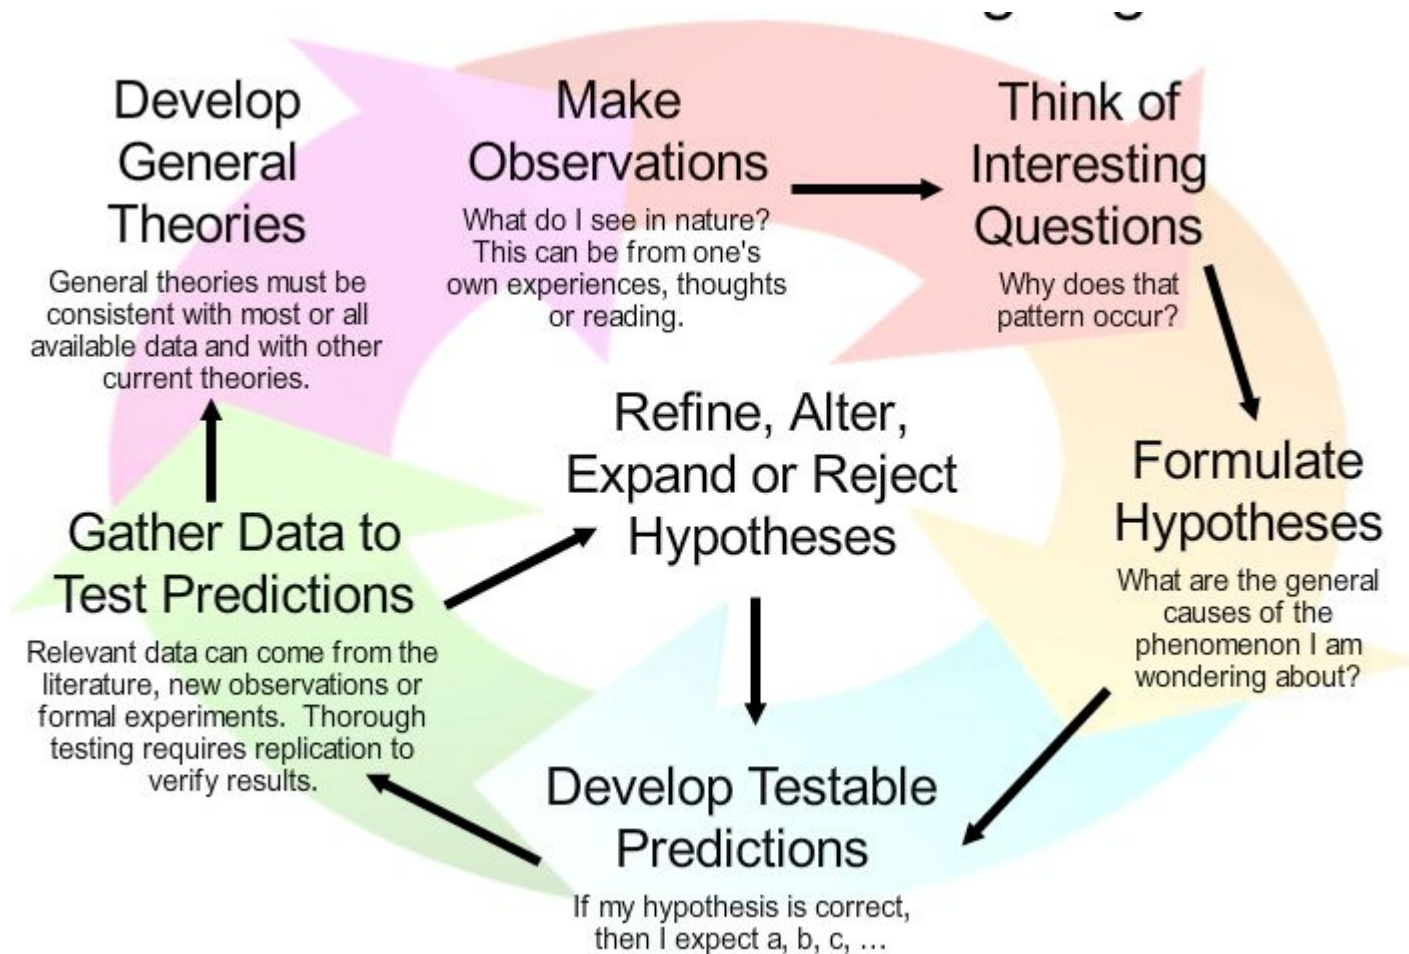 Make
Observations
What do I see in nature?
This can be from one's
own experiences, thoughts
or reading.
Think of
Interesting
Questions
Why does that
pattern occur?
Formulate
Hypotheses
What are the general
causes of the
phenomenon I am
wondering about?
Develop Testable
Predictions
If my hypothesis is correct,
then I expect a, b, c, ...
Gather Data to
Test Predictions
Relevant data can come from the
literature, new observations or
formal experiments.  Thorough
testing requires replication to
verify results.
Refine, Alter,
Expand or Reject
Hypotheses
Develop
General
Theories
General theories must be
consistent with most or all
available data and with other
current theories.